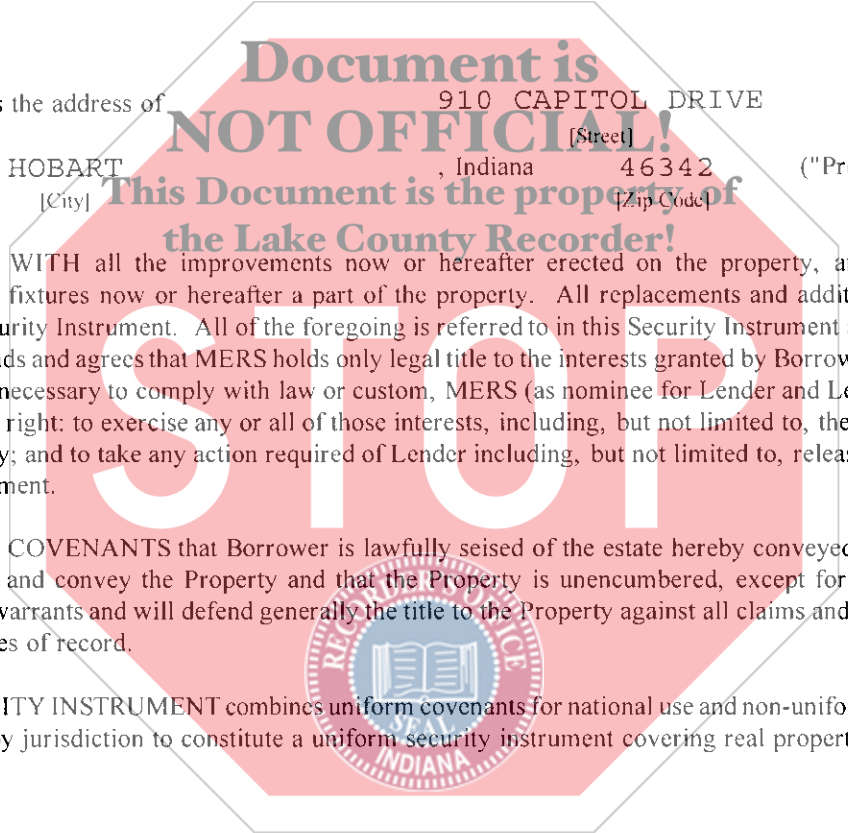 Document is
s the address of 910 CAPITOL DRIVE
NOT OFFICIAL!
[Street]
HOBART , Indiana 46342 ("Pr
[City] This Document is the property of [Zip Code]
the Lake County Recorder!
WITH all the improvements now or hereafter erected on the property, a
fixtures now or hereafter a part of the property. All replacements and addit
urity Instrument. All of the foregoing is referred to in this Security Instrument
ds and agrees that MERS holds only legal title to the interests granted by Borrow
necessary to comply with law or custom, MERS (as nominee for Lender and Le
right: to exercise any or all of those interests, including, but not limited to, the
y; and to take any action required of Lender including, but not limited to, releas
ment.
STOP
COVENANTS that Borrower is lawfully seised of the estate hereby conveyed
and convey the Property and that the Property is unencumbered, except for
warrants and will defend generally the title to the Property against all claims and
es of record.
RECORDER'S OFFICE
SEAL
INDIANA
ITY INSTRUMENT combines uniform covenants for national use and non-unifo
y jurisdiction to constitute a uniform security instrument covering real propert